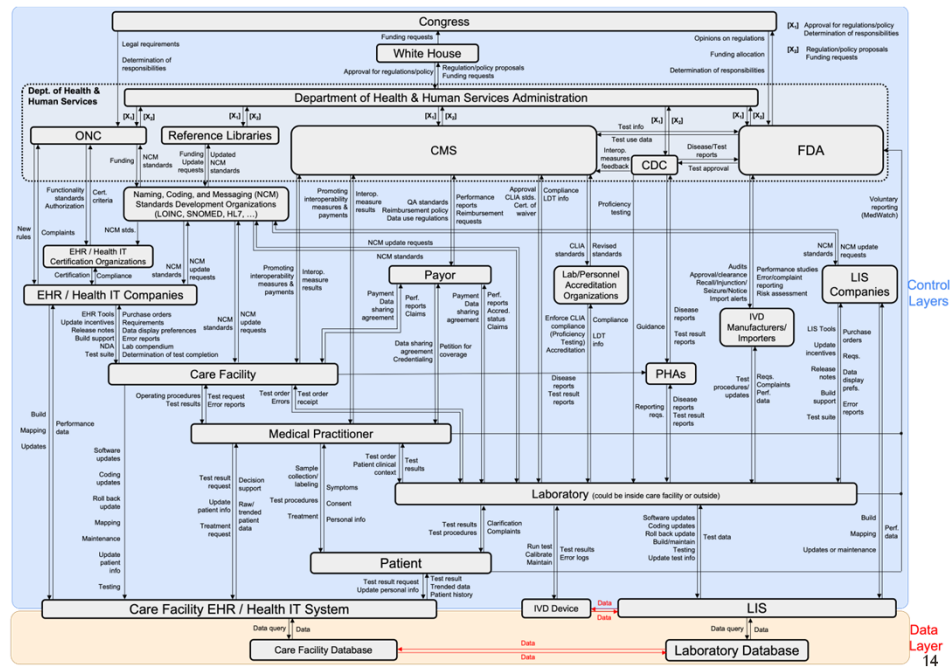 Congress
Legal requirements
Determination of
responsibilities
Funding requests
White House
Approval for regulations/policy
Regulation/policy proposals
Funding requests
Opinions on regulations
Funding allocation
Determination of responsibilities
[X₁] Approval for regulations/policy
Determination of responsibilities
[X₂] Regulation/policy proposals
Funding requests
Dept. of Health &
Human Services
Department of Health & Human Services Administration
[X₁] [X₂]
[X₁] [X₂]
[X₁] [X₂]
[X₁] [X₂]
[X₁] [X₂]
ONC
Reference Libraries
CMS
Test info
Test use data
Interop.
measures
feedback
CDC
Disease/Test
reports
Test approval
FDA
Funding
NCM
standards
Funding
Update
requests
Updated
NCM
standards
Functionality
standards
Authorization
Cert.
criteria
Naming, Coding, and Messaging (NCM)
Standards Development Organizations
(LOINC, SNOMED, HL7, ...)
Promoting
interoperability
measures &
payments
Interop.
measure
results
QA standards
Reimbursement policy
Data use regulations
Performance
reports
Reimbursement
requests
Approval
CLIA stds.
Cert. of
waiver
Compliance
LDT info
Proficiency
testing
Voluntary
reporting
(MedWatch)
New
rules
Complaints
NCM stds.
EHR / Health IT
Certification Organizations
Certification
Compliance
NCM
standards
NCM
update
requests
NCM update requests
NCM standards
CLIA
standards
Revised
standards
NCM
standards
NCM update
requests
EHR / Health IT Companies
Promoting
interoperability
measures &
payments
Interop.
measure
results
Payor
Lab/Personnel
Accreditation
Organizations
Audits
Approval/clearance
Recall/Injunction/
Seizure/Notice
Import alerts
Performance studies
Error/complaint
reporting
Risk assessment
LIS
Companies
Control
Layers
EHR Tools
Update incentives
Release notes
Build support
NDA
Test suite
Purchase orders
Requirements
Data display preferences
Error reports
Lab compendium
Determination of test completion
NCM
standards
NCM
update
requests
Payment
Data
sharing
agreement
Perf.
reports
Claims
Payment
Data
sharing
agreement
Perf.
reports
Accred.
status
Claims
Data sharing
agreement
Credentialing
Petition for
coverage
Enforce CLIA
compliance
(Proficiency
Testing)
Accreditation
Compliance
LDT
info
Guidance
Disease
reports
Test result
reports
IVD
Manufacturers/
Importers
LIS Tools
Update
incentives
Release
notes
Build
support
Test suite
Purchase
orders
Reqs.
Data
display
prefs.
Error
reports
Care Facility
PHAs
Operating procedures
Test results
Test request
Error reports
Test order
Errors
Test order
receipt
Disease
reports
Test result
reports
Reporting reqs.
Disease
reports
Test result
reports
Test
procedures/
updates
Reqs.
Complaints
Perf.
data
Build
Mapping
Updates
Performance
data
Medical Practitioner
Software
updates
Coding
updates
Roll back
update
Mapping
Maintenance
Update
patient
info
Testing
Test result
request
Update
patient info
Treatment
request
Decision
support
Raw/
trended
patient
data
Sample
collection/
labeling
Test procedures
Treatment
Symptoms
Consent
Personal info
Test order
Patient clinical
context
Test
results
Laboratory (could be inside care facility or outside)
Test results
Test procedures
Clarification
Complaints
Run test
Calibrate
Maintain
Test results
Error logs
Software updates
Coding updates
Roll back update
Build/maintain
Testing
Update test info
Test data
Build
Mapping
Updates or maintenance
Perf.
data
Patient
Test result request
Update personal info
Test result
Trended data
Patient history
Care Facility EHR / Health IT System
IVD Device
Data
Data
LIS
Data query
Data
Data query
Data
Care Facility Database
Data
Data
Laboratory Database
Data
Layer
14